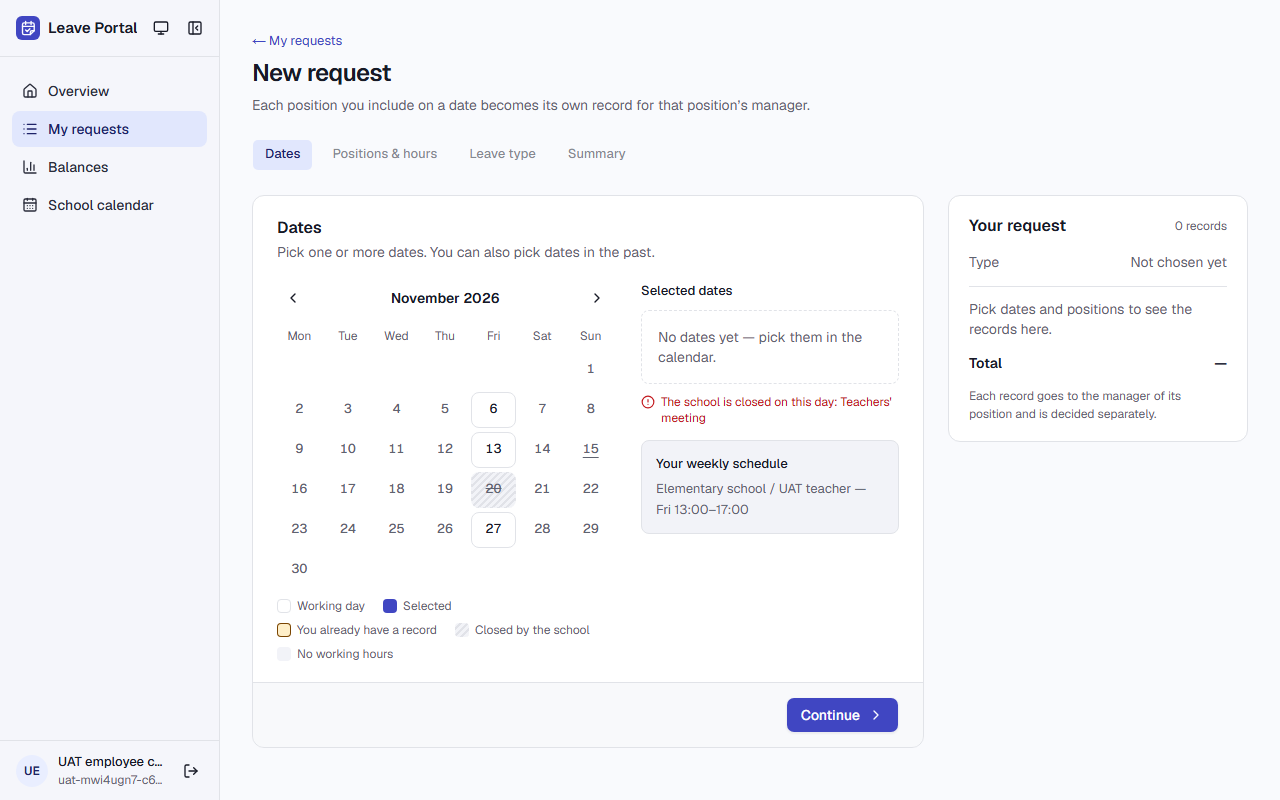 Leave Portal
Overview
My requests
Balances
School calendar
UE
UAT employee c...
uat-mwi4ugn7-c6...
← My requests
New request
Each position you include on a date becomes its own record for that position's manager.
Dates
Positions & hours
Leave type
Summary
Dates
Pick one or more dates. You can also pick dates in the past.
November 2026
Mon Tue Wed Thu Fri Sat Sun
1
2 3 4 5 6 7 8
9 10 11 12 13 14 15
16 17 18 19 20 21 22
23 24 25 26 27 28 29
30
Working day
Selected
You already have a record
Closed by the school
No working hours
Selected dates
No dates yet — pick them in the
calendar.
The school is closed on this day: Teachers'
meeting
Your weekly schedule
Elementary school / UAT teacher —
Fri 13:00–17:00
Continue
Your request
0 records
Type
Not chosen yet
Pick dates and positions to see the
records here.
Total
—
Each record goes to the manager of its
position and is decided separately.